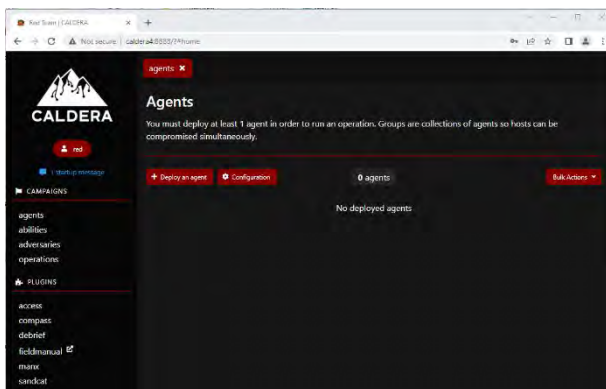 Red Team | CALDERA
Not secure | caldera4:8888/?#home
agents
Agents
You must deploy at least 1 agent in order to run an operation. Groups are collections of agents so hosts can be
compromised simultaneously.
CALDERA
red
1 startup message
+ Deploy an agent Configuration 0 agents Bulk Actions
No deployed agents
CAMPAIGNS
agents
abilities
adversaries
operations
PLUGINS
access
compass
debrief
fieldmanual
manx
sandcat